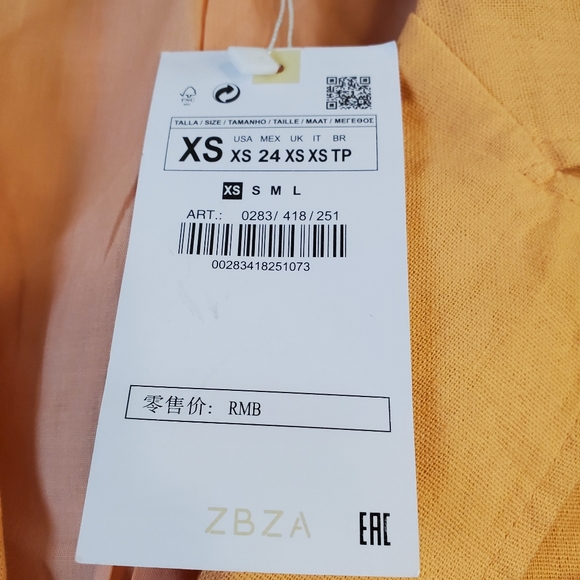 FSC
TALLA / SIZE / TAMANHO / TAILLE / MAAT / ΜΕΓΕΘΟΣ
XS
USA MEX UK IT BR
XS 24 XS XS TP
XS S M L
ART.: 0283/ 418 / 251
00283418251073
零售价: RMB
ZBZA
EAC